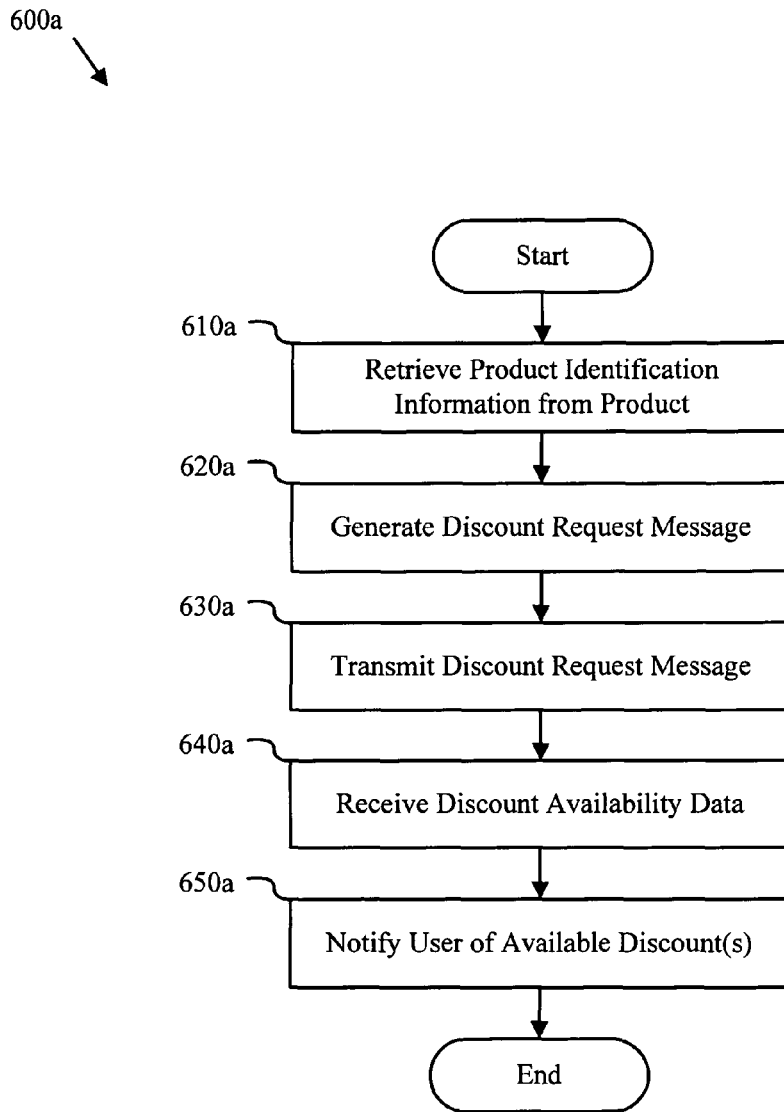 600a
Start
610a
Retrieve Product Identification
Information from Product
620a
Generate Discount Request Message
630a
Transmit Discount Request Message
640a
Receive Discount Availability Data
650a
Notify User of Available Discount(s)
End